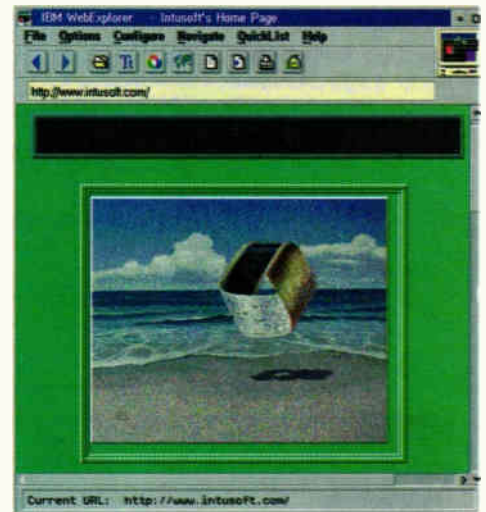 IBM WebExplorer - Intusoft's Home Page
File Options Configure Navigate QuickList Help
http://www.intusoft.com/
Current URL: http://www.intusoft.com/